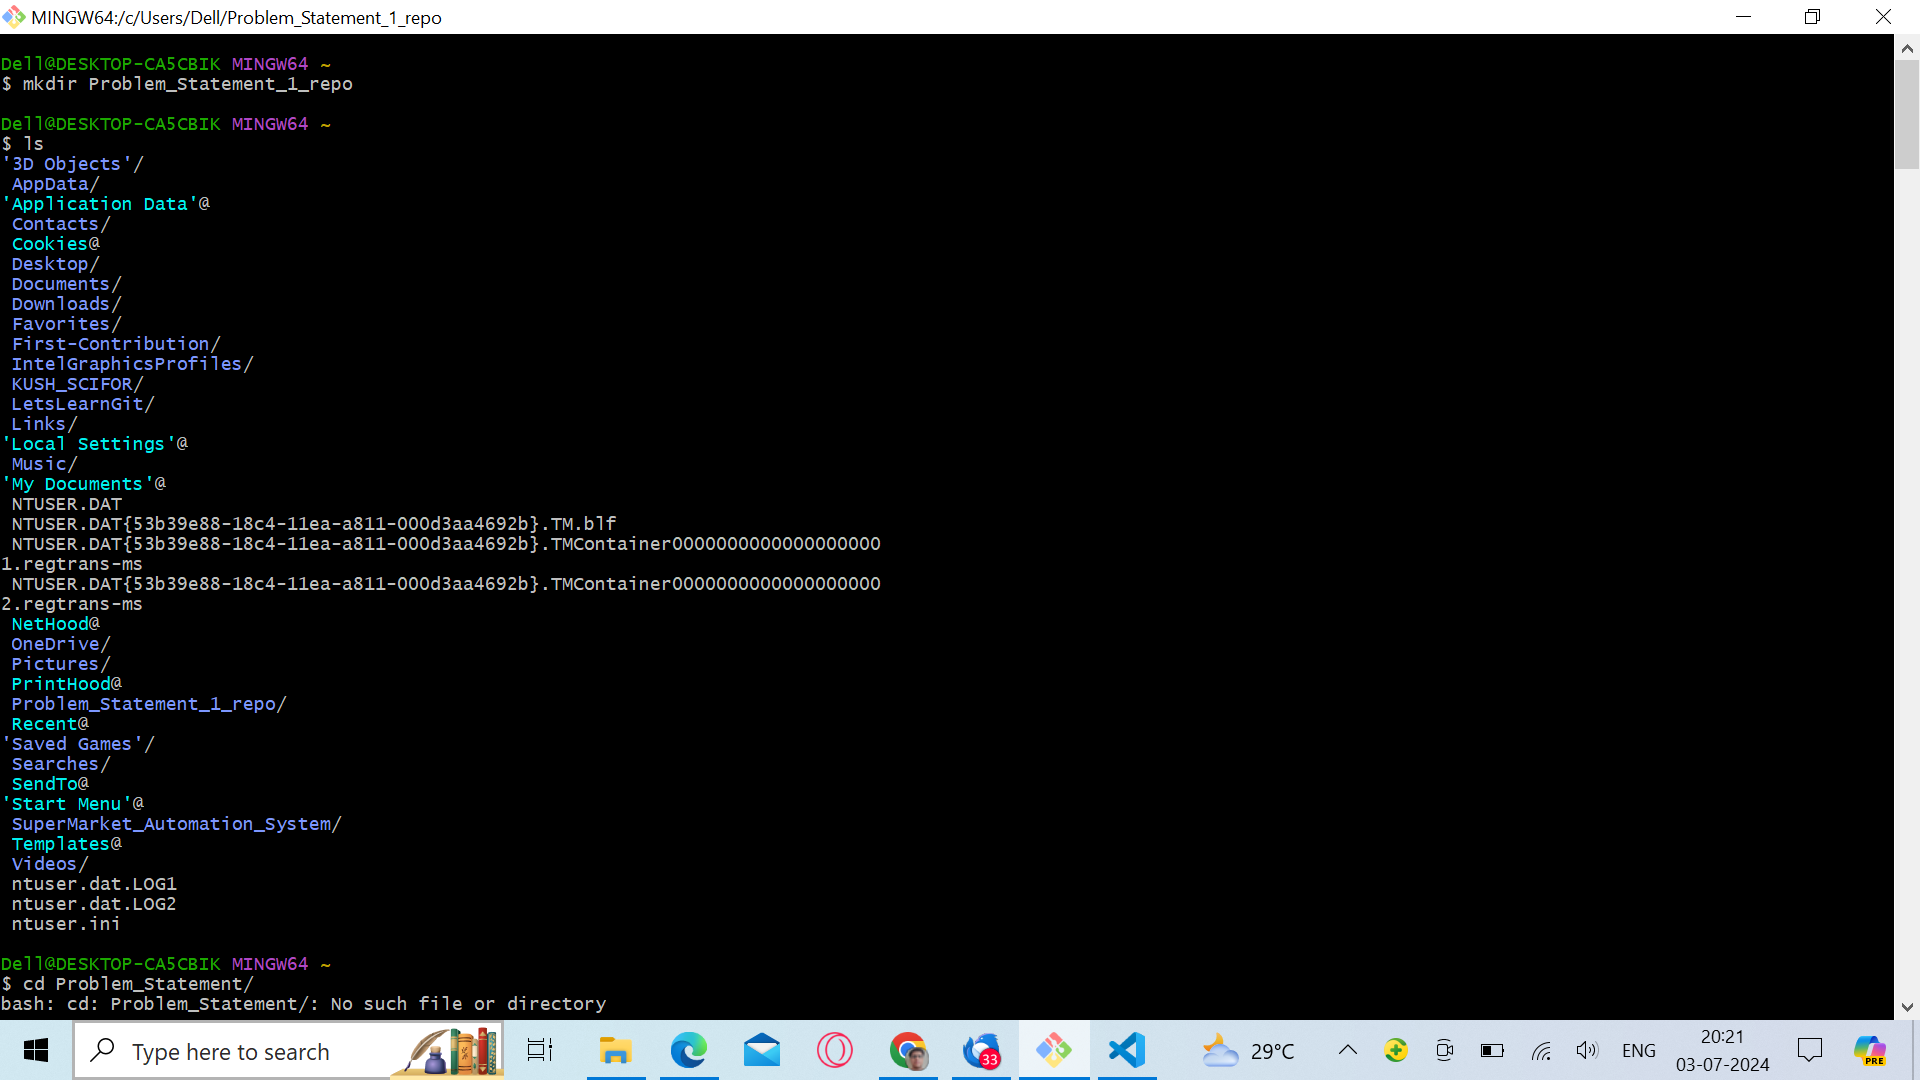 MINGW64:/c/Users/Dell/Problem_Statement_1_repo
Dell@DESKTOP-CA5CBIK MINGW64 ~
$ mkdir Problem_Statement_1_repo
Dell@DESKTOP-CA5CBIK MINGW64 ~
$ ls
'3D Objects'/
AppData/
'Application Data'@
Contacts/
Cookies@
Desktop/
Documents/
Downloads/
Favorites/
First-Contribution/
IntelGraphicsProfiles/
KUSH_SCIFOR/
LetsLearnGit/
Links/
'Local Settings'@
Music/
'My Documents'@
NTUSER.DAT
NTUSER.DAT{53b39e88-18c4-11ea-a811-000d3aa4692b}.TM.blf
NTUSER.DAT{53b39e88-18c4-11ea-a811-000d3aa4692b}.TMContainer0000000000000000000
1.regtrans-ms
NTUSER.DAT{53b39e88-18c4-11ea-a811-000d3aa4692b}.TMContainer0000000000000000000
2.regtrans-ms
NetHood@
OneDrive/
Pictures/
PrintHood@
Problem_Statement_1_repo/
Recent@
'Saved Games'/
Searches/
SendTo@
'Start Menu'@
SuperMarket_Automation_System/
Templates@
Videos/
ntuser.dat.LOG1
ntuser.dat.LOG2
ntuser.ini
Dell@DESKTOP-CA5CBIK MINGW64 ~
$ cd Problem_Statement/
bash: cd: Problem_Statement/: No such file or directory
Type here to search
33
29°C
ENG
20:21
03-07-2024
PRE